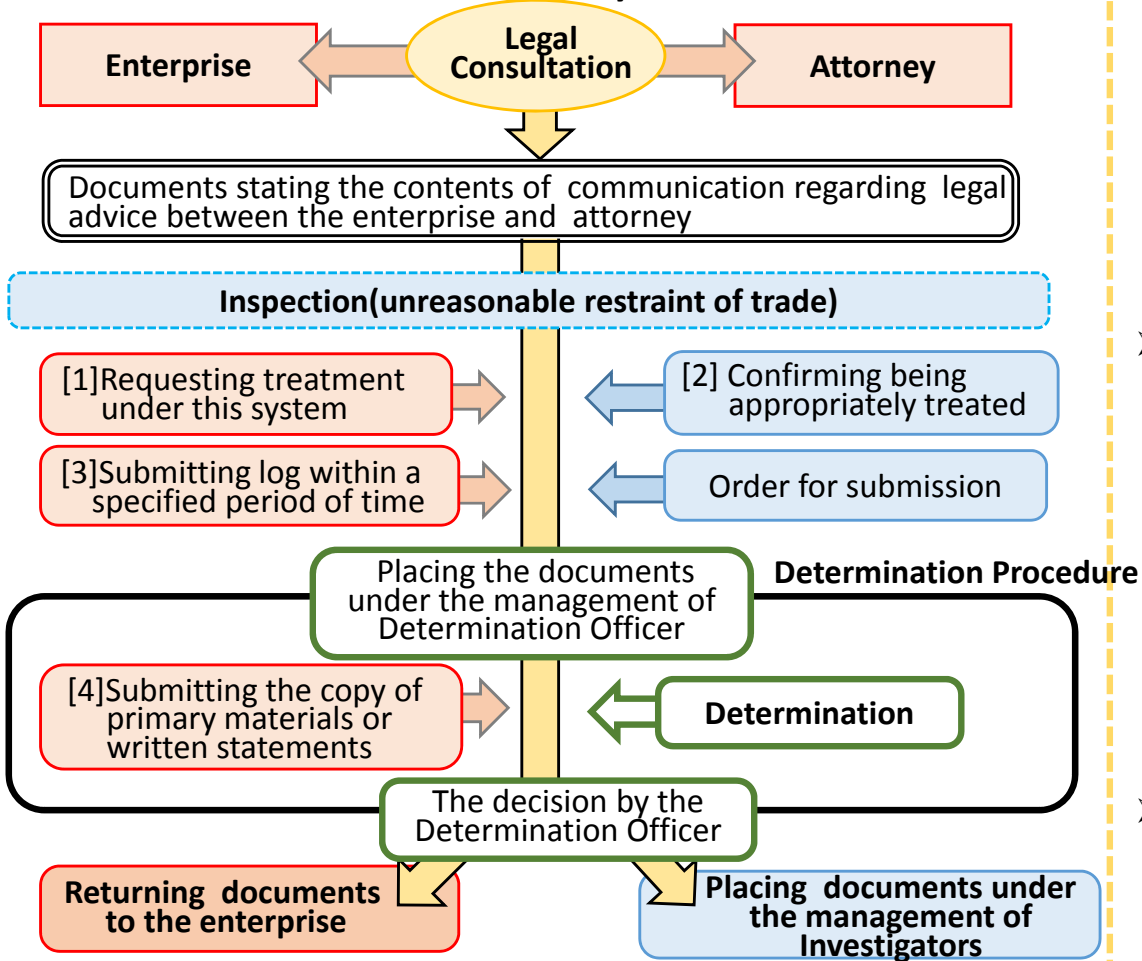 Enterprise
Legal
Consultation
Attorney
Documents stating the contents of communication regarding legal
advice between the enterprise and attorney
Inspection(unreasonable restraint of trade)
[1]Requesting treatment
under this system
[2] Confirming being
appropriately treated
[3]Submitting log within a
specified period of time
Order for submission
Placing the documents
under the management of
Determination Officer
Determination Procedure
[4]Submitting the copy of
primary materials or
written statements
Determination
The decision by the
Determination Officer
Returning documents
to the enterprise
Placing documents under
the management of
Investigators